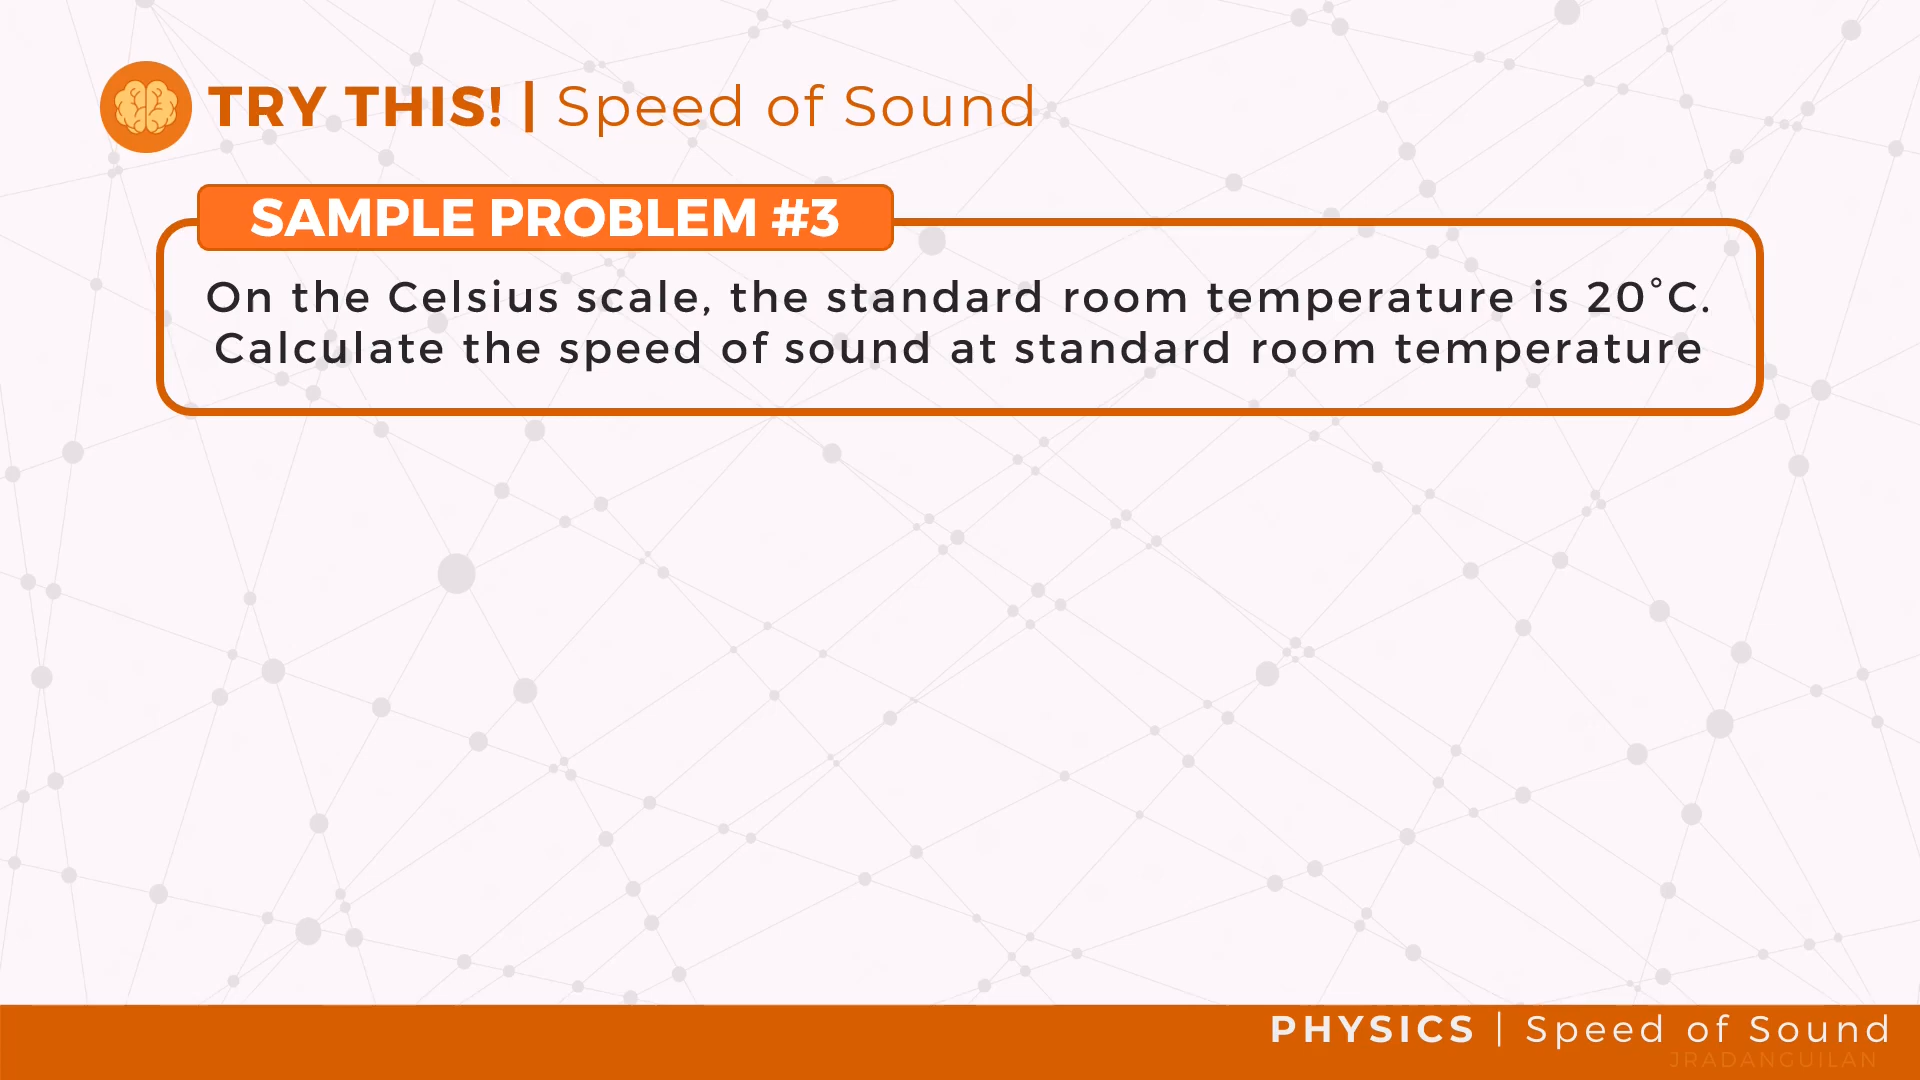 TRY THIS! | Speed of Sound
SAMPLE PROBLEM #3
On the Celsius scale, the standard room temperature is 20°C.
Calculate the speed of sound at standard room temperature
PHYSICS | Speed of Sound
JRADANGUILAN